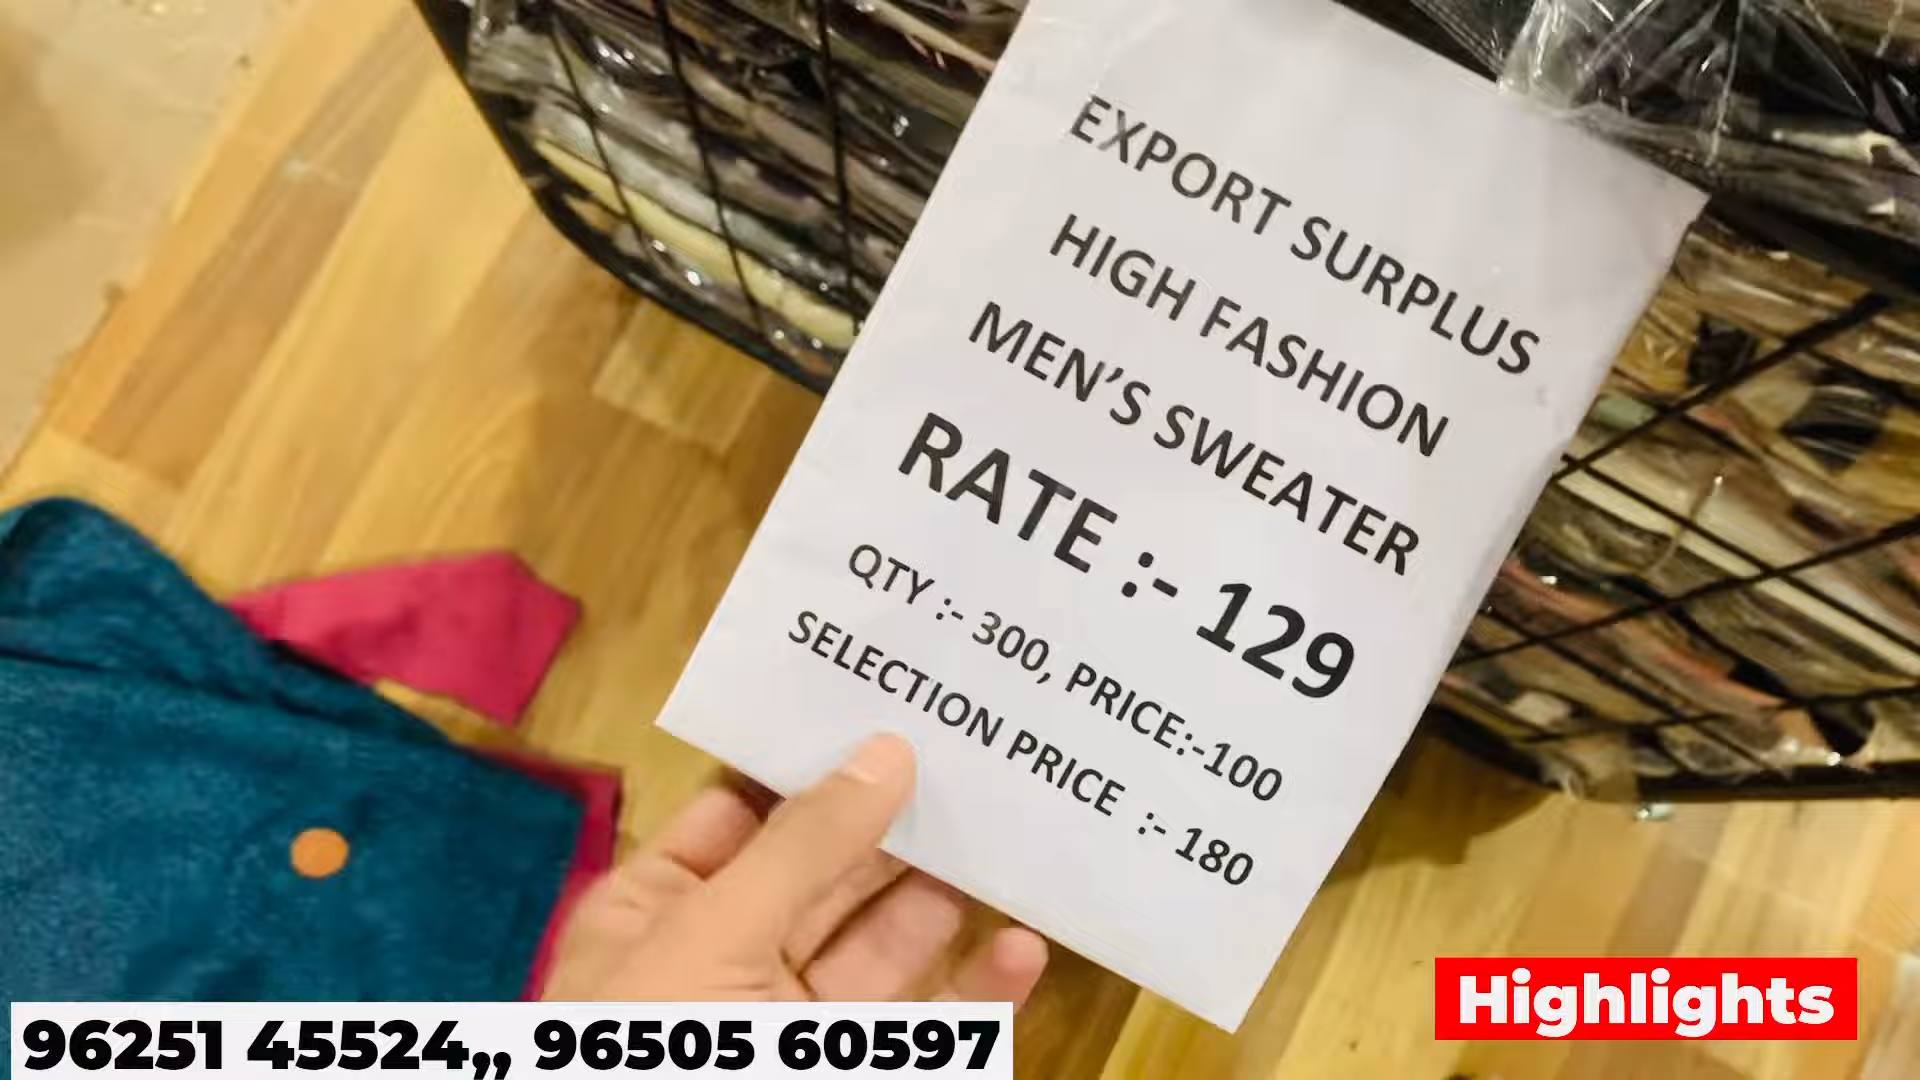 EXPORT SURPLUS
HIGH FASHION
MEN'S SWEATER
RATE :- 129
QTY :- 300, PRICE:-100
SELECTION PRICE :- 180
Highlights
96251 45524,, 96505 60597